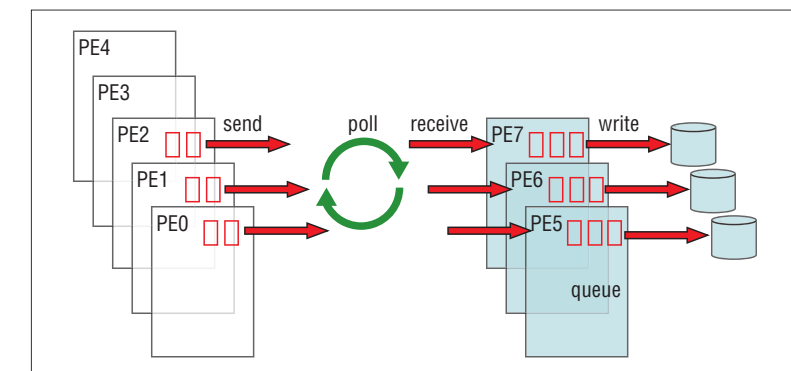 PE4
PE3
PE2
send
poll
receive
PE7
write
PE1
PE6
PE0
PE5
queue